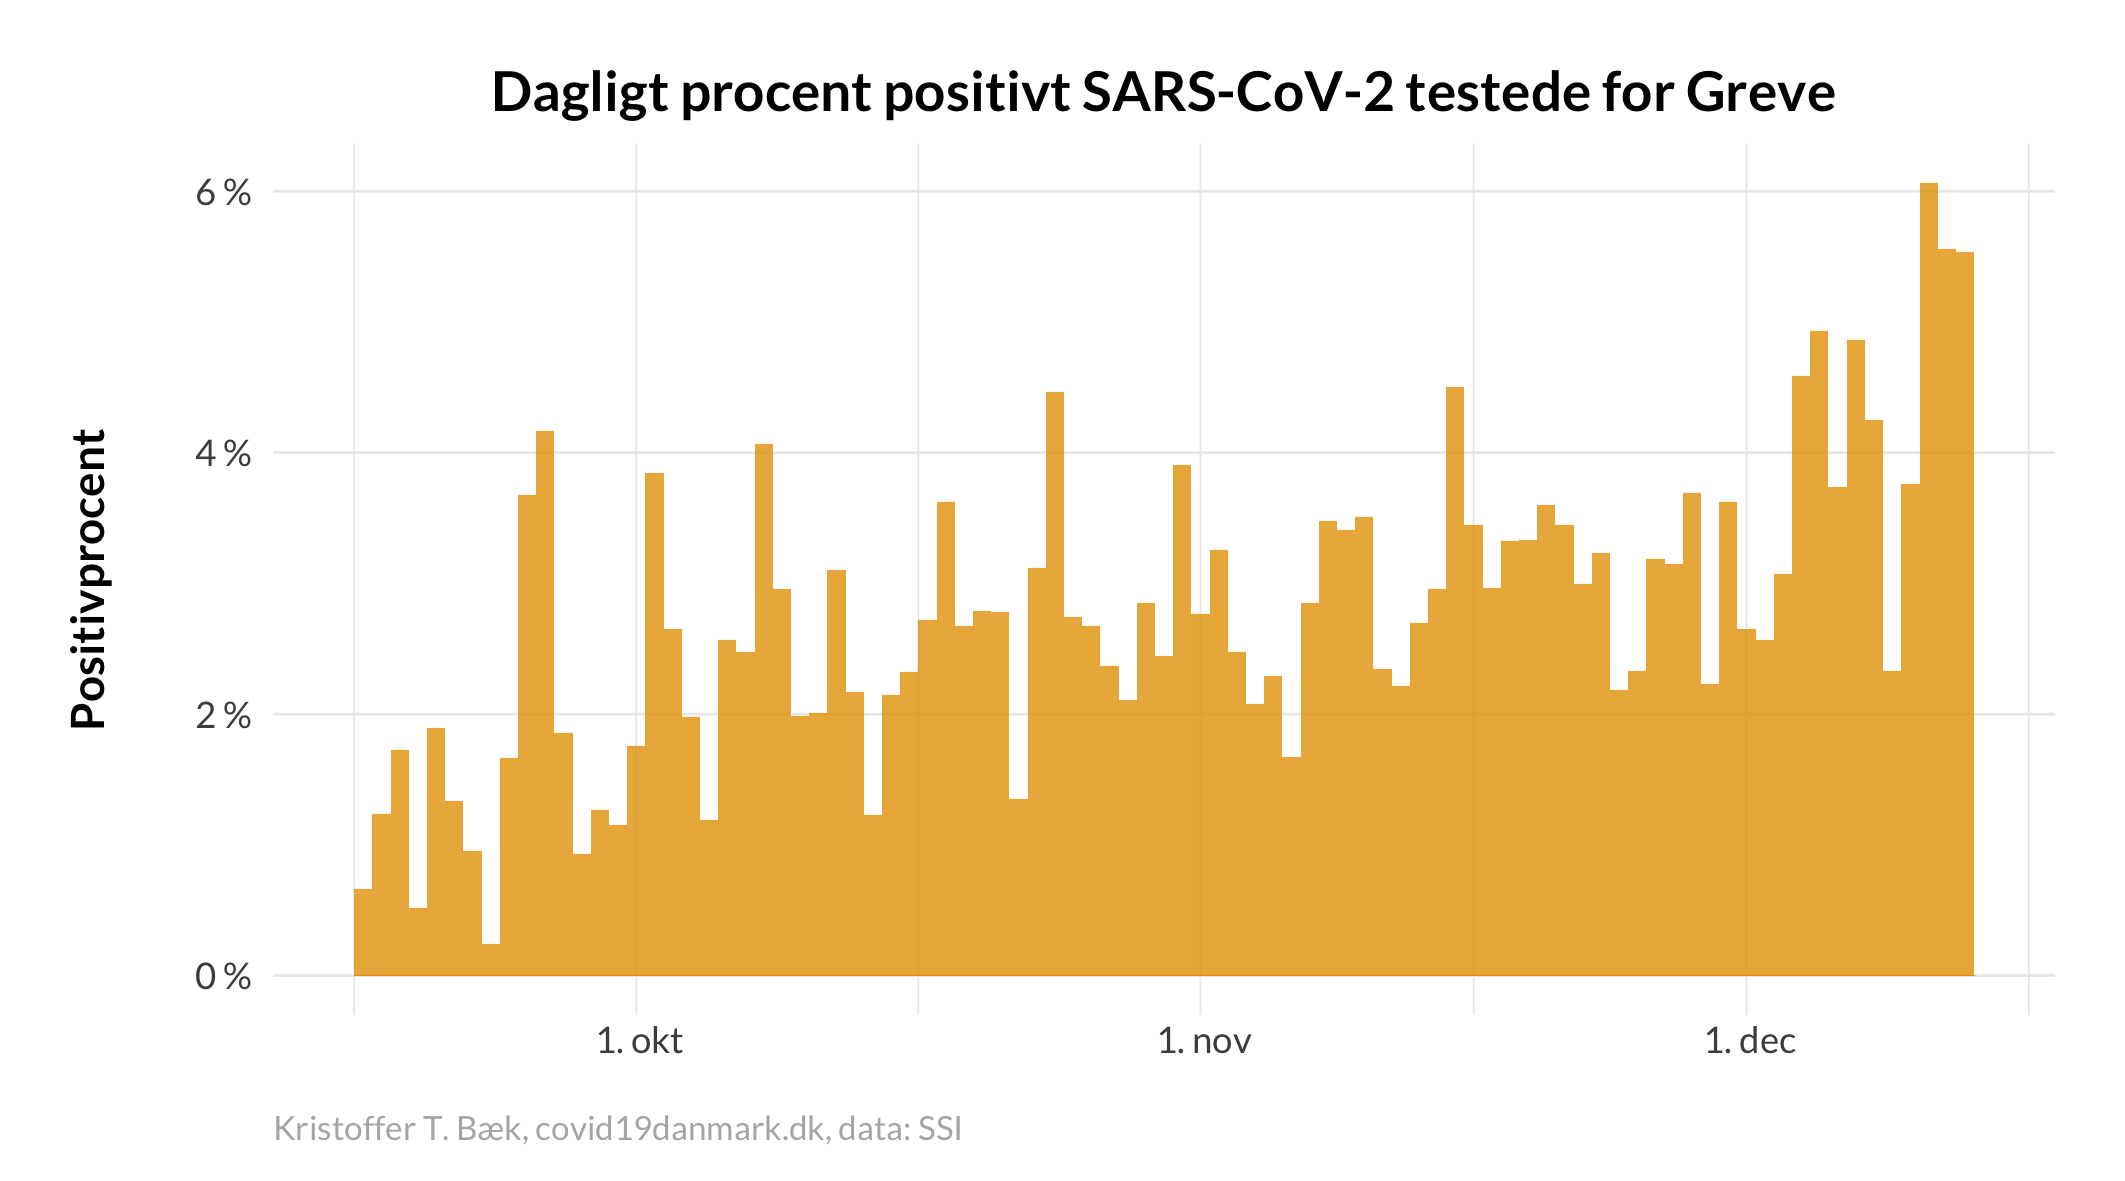 Dagligt procent positivt SARS-CoV-2 testede for Greve
Positivprocent
6 %
4 %
2 %
0 %
1. okt
1. nov
1. dec
Kristoffer T. Bæk, covid19danmark.dk, data: SSI